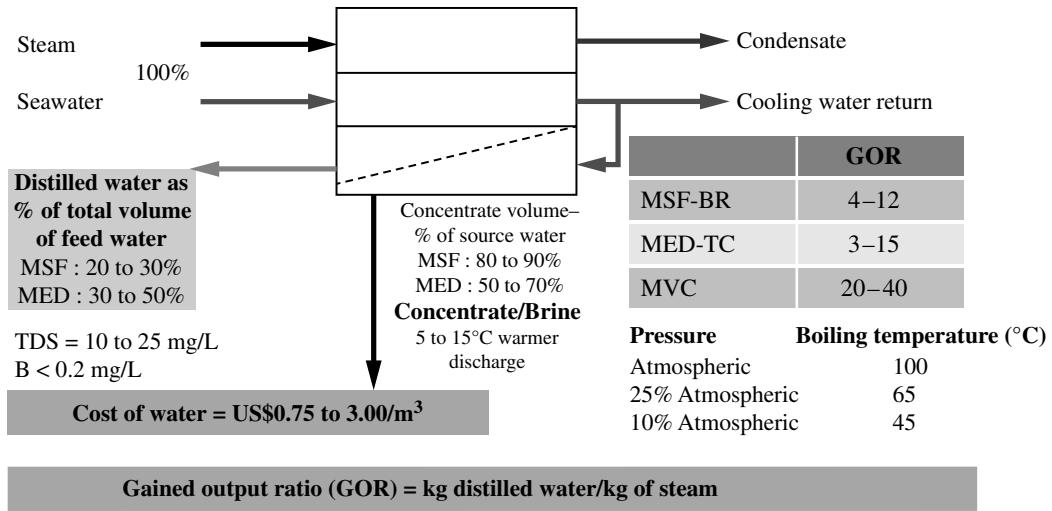 Steam
100%
Seawater
Condensate
Cooling water return
Distilled water as
% of total volume
of feed water
MSF : 20 to 30%
MED : 30 to 50%
TDS = 10 to 25 mg/L
B < 0.2 mg/L
Concentrate volume–
% of source water
MSF : 80 to 90%
MED : 50 to 70%
Concentrate/Brine
5 to 15°C warmer
discharge
GOR
MSF-BR 4–12
MED-TC 3–15
MVC 20–40
Pressure Boiling temperature (°C)
Atmospheric 100
25% Atmospheric 65
10% Atmospheric 45
Cost of water = US$0.75 to 3.00/m³
Gained output ratio (GOR) = kg distilled water/kg of steam